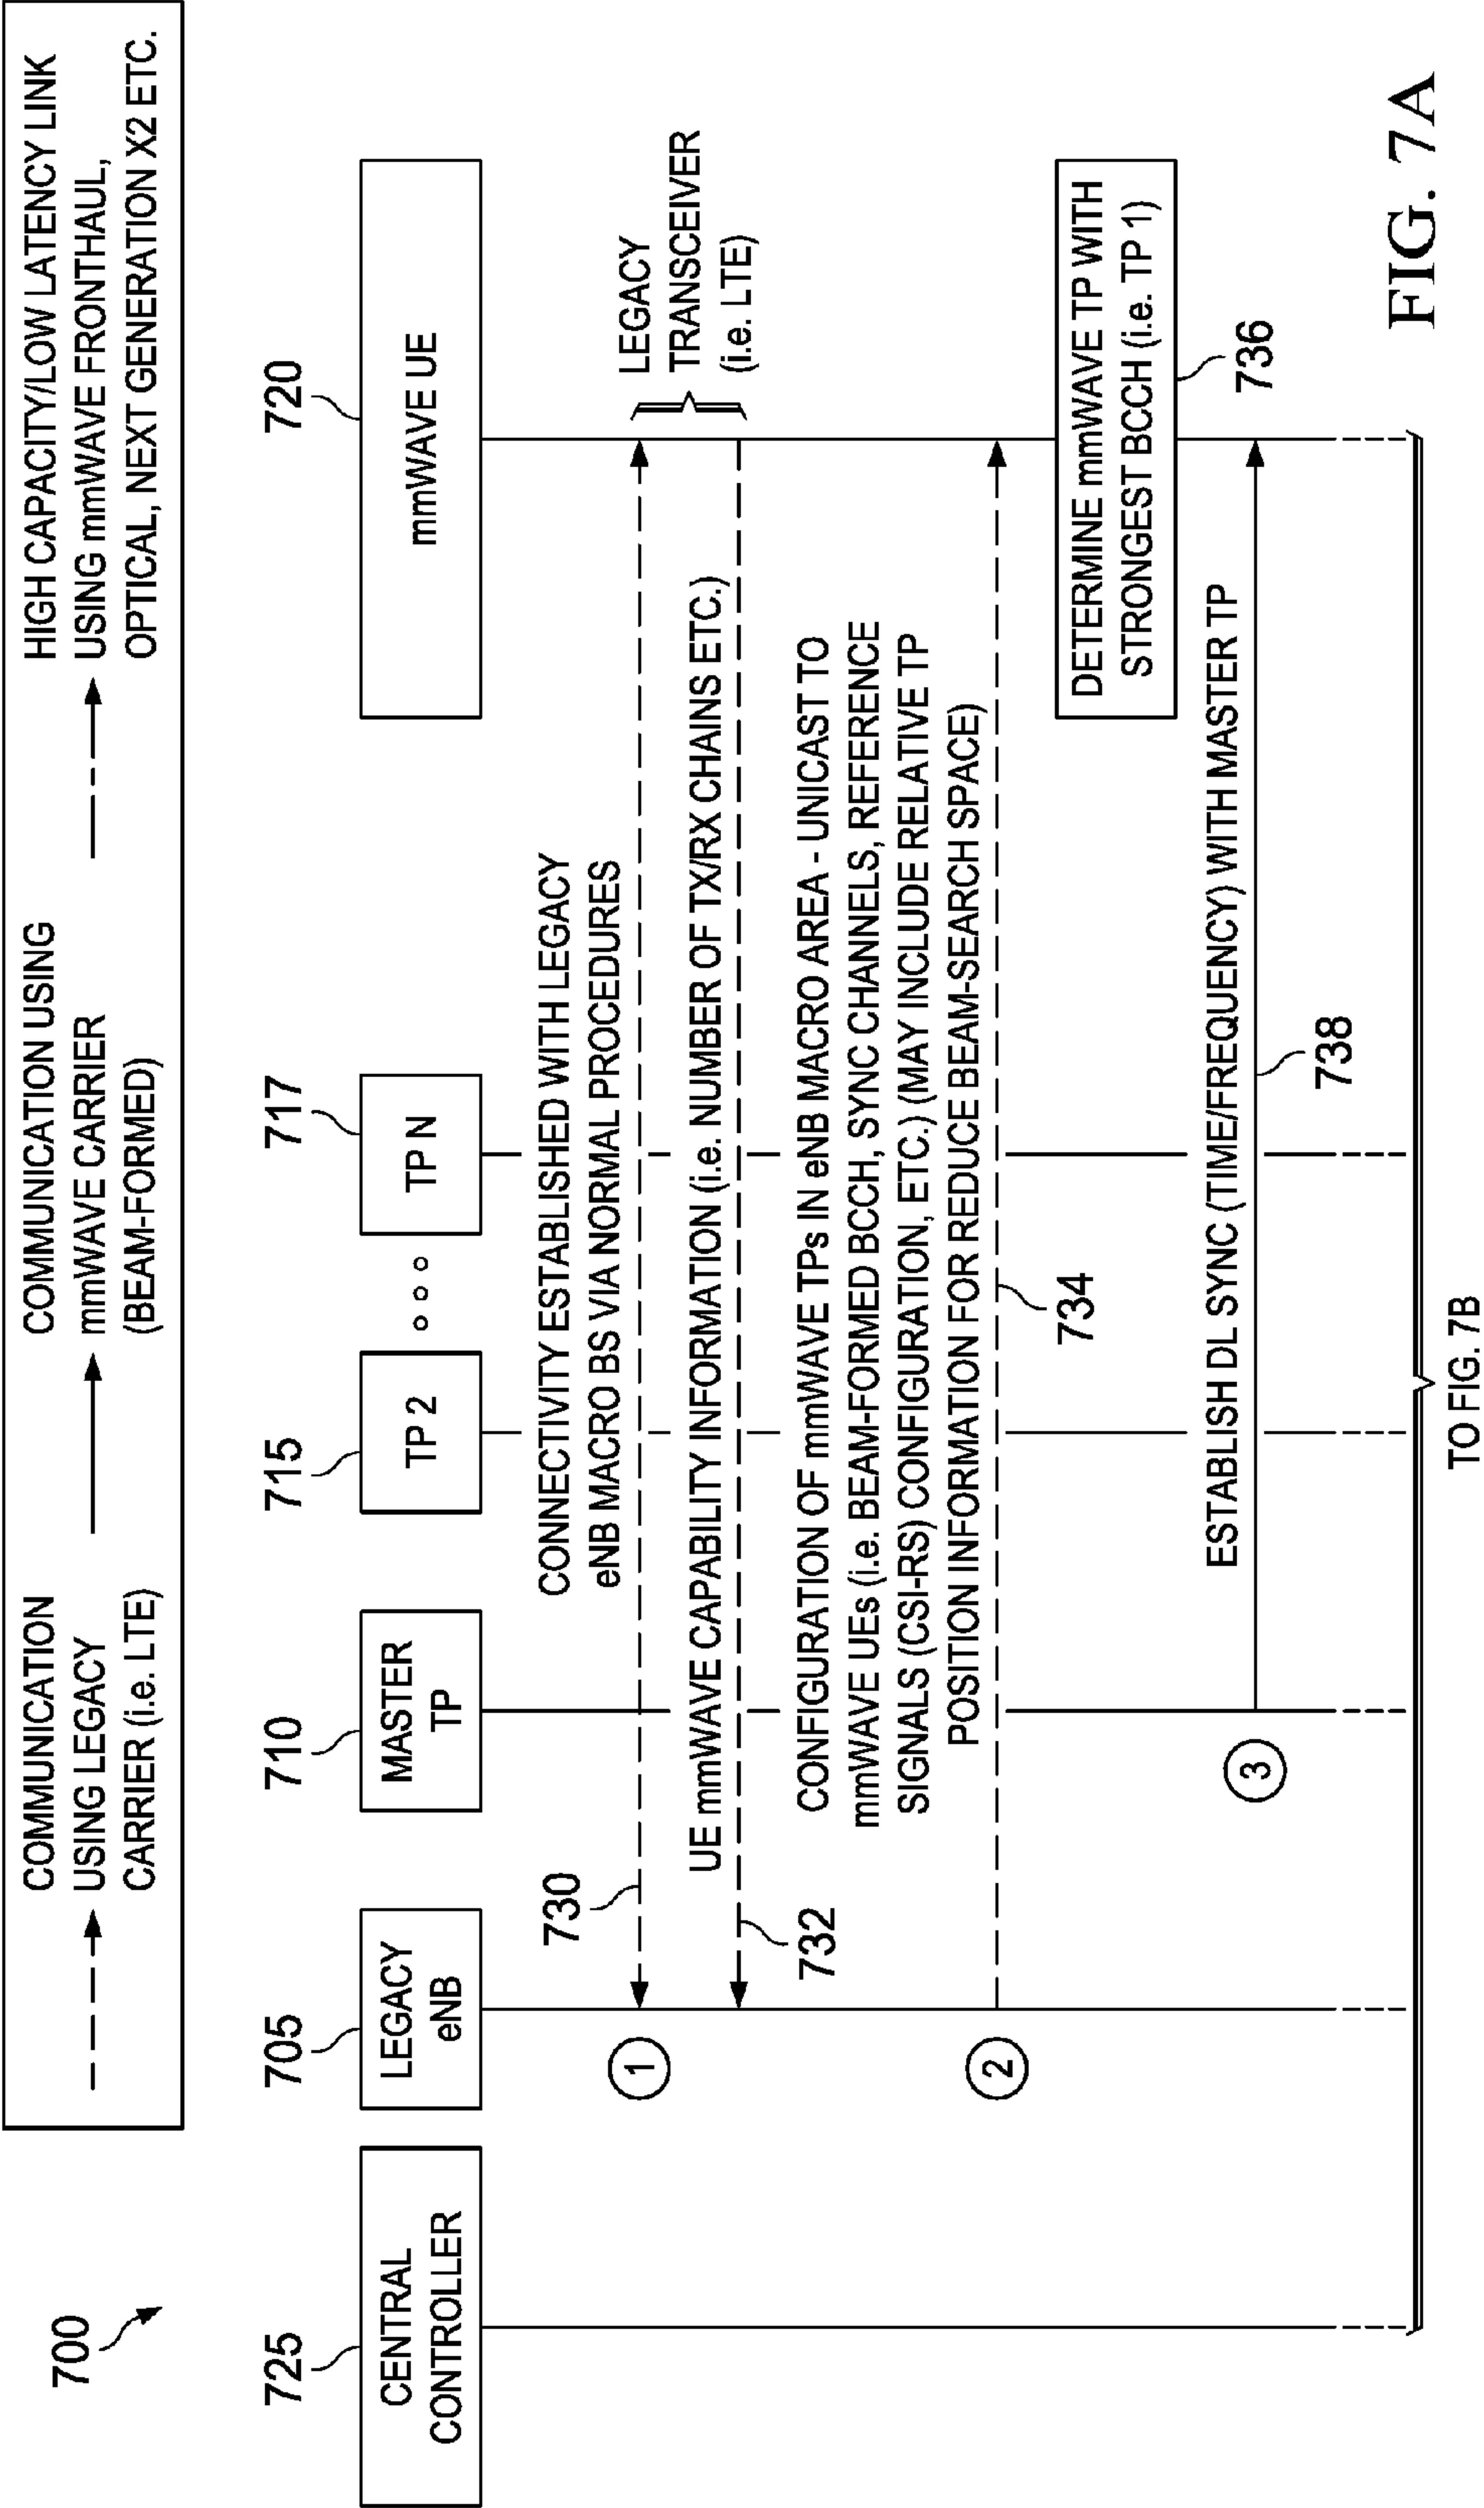 700
COMMUNICATION
USING LEGACY
CARRIER (i.e. LTE)
COMMUNICATION USING
mmWAVE CARRIER
(BEAM-FORMED)
HIGH CAPACITY/LOW LATENCY LINK
USING mmWAVE FRONTHAUL,
OPTICAL, NEXT GENERATION X2 ETC.
725
705
710
715
717
720
CENTRAL
CONTROLLER
LEGACY
eNB
MASTER
TP
TP 2
TP N
mmWAVE UE
CONNECTIVITY ESTABLISHED WITH LEGACY
eNB MACRO BS VIA NORMAL PROCEDURES
730
1
LEGACY
TRANSCEIVER
(i.e. LTE)
UE mmWAVE CAPABILITY INFORMATION (i.e. NUMBER OF TX/RX CHAINS ETC.)
732
CONFIGURATION OF mmWAVE TPs IN eNB MACRO AREA - UNICAST TO
mmWAVE UEs (i.e. BEAM-FORMED BCCH, SYNC CHANNELS, REFERENCE
SIGNALS (CSI-RS) CONFIGURATION, ETC.) (MAY INCLUDE RELATIVE TP
POSITION INFORMATION FOR REDUCE BEAM-SEARCH SPACE)
2
734
DETERMINE mmWAVE TP WITH
STRONGEST BCCH (i.e. TP 1)
736
ESTABLISH DL SYNC (TIME/FREQUENCY) WITH MASTER TP
3
738
TO FIG. 7B
FIG. 7A